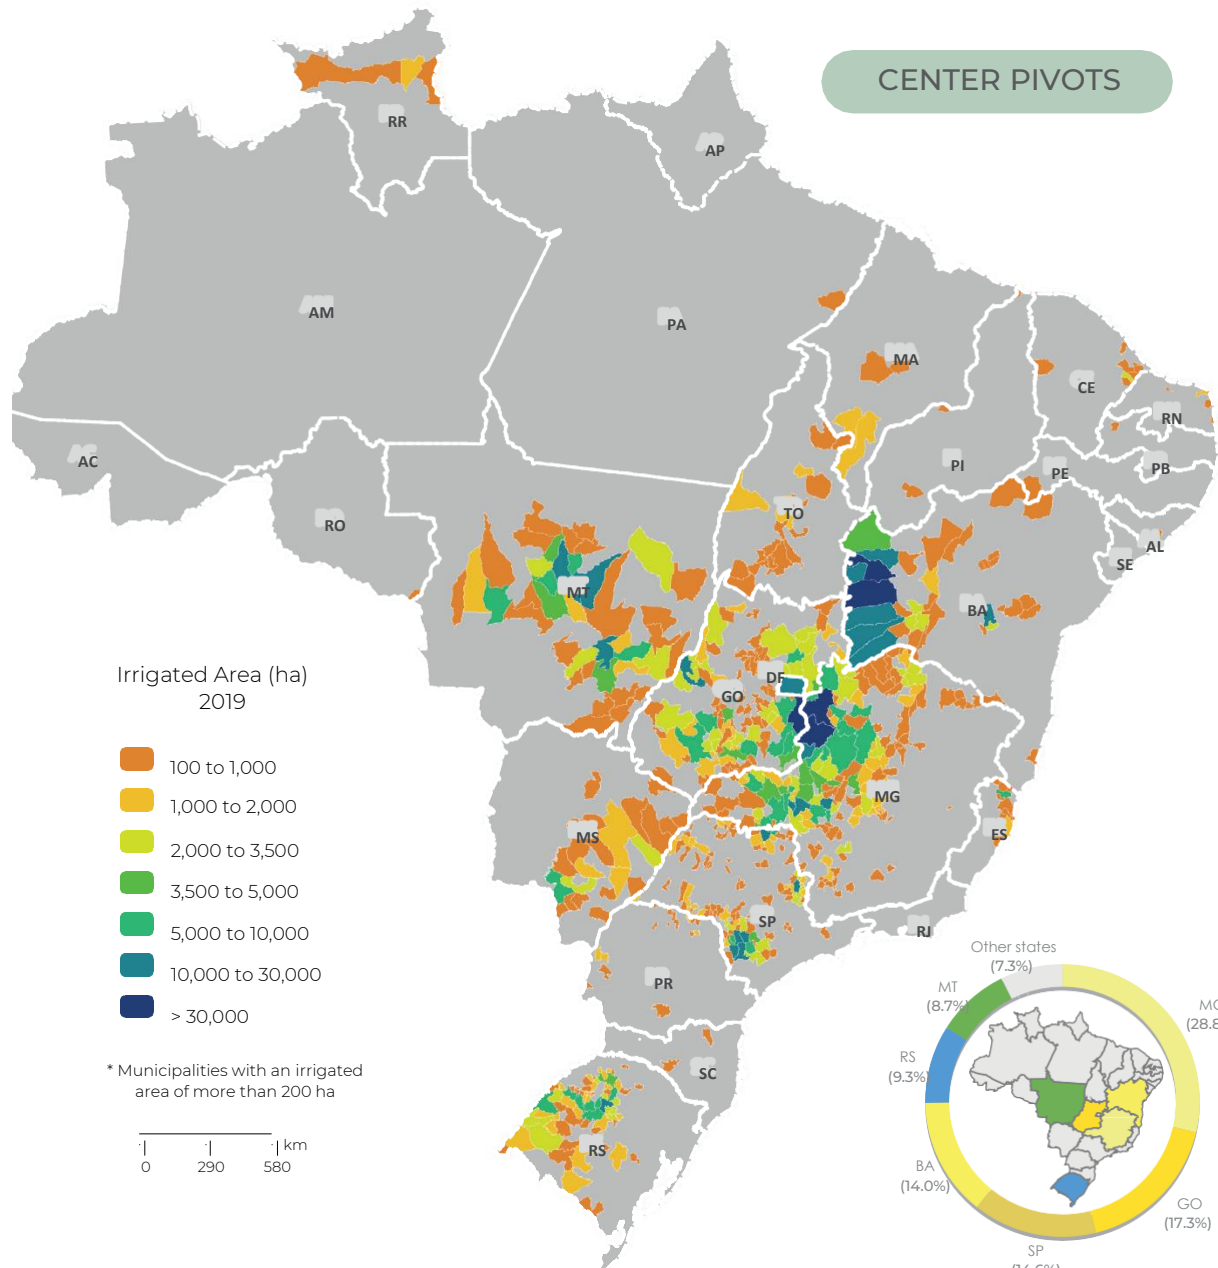 CENTER PIVOTS
RR
AP
AM
PA
MA
CE
RN
AC
PI
PE
PB
TO
RO
AL
SE
MT
BA
DF
GO
MG
MS
ES
SP
RJ
PR
SC
RS
Irrigated Area (ha)
2019
100 to 1,000
1,000 to 2,000
2,000 to 3,500
3,500 to 5,000
5,000 to 10,000
10,000 to 30,000
> 30,000
* Municipalities with an irrigated
area of more than 200 ha
km
0 290 580
Other states
(7.3%)
MT
(8.7%)
(28.8
RS
(9.3%)
BA
(14.0%)
GO
(17.3%)
SP
(14.6%)